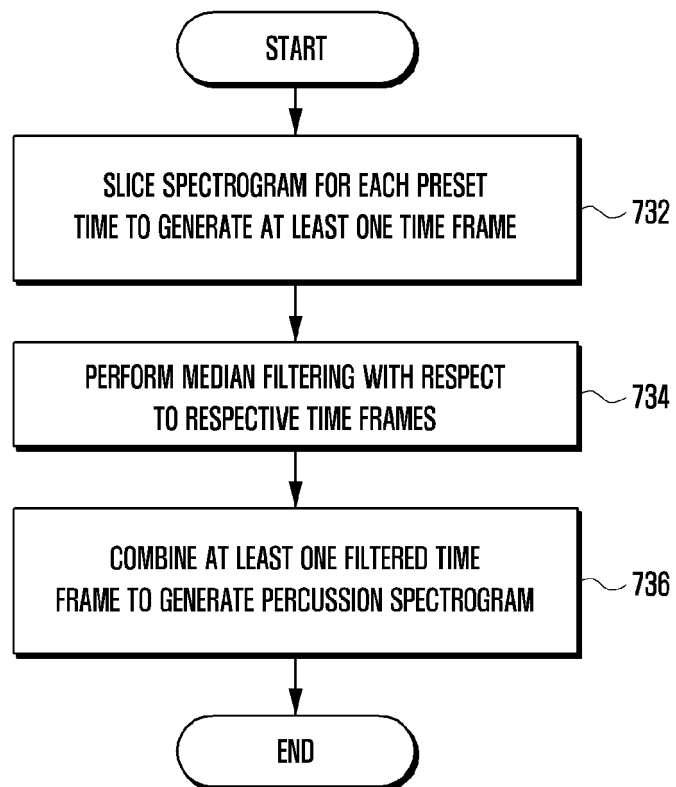 START
SLICE SPECTROGRAM FOR EACH PRESET
TIME TO GENERATE AT LEAST ONE TIME FRAME
732
PERFORM MEDIAN FILTERING WITH RESPECT
TO RESPECTIVE TIME FRAMES
734
COMBINE AT LEAST ONE FILTERED TIME
FRAME TO GENERATE PERCUSSION SPECTROGRAM
736
END